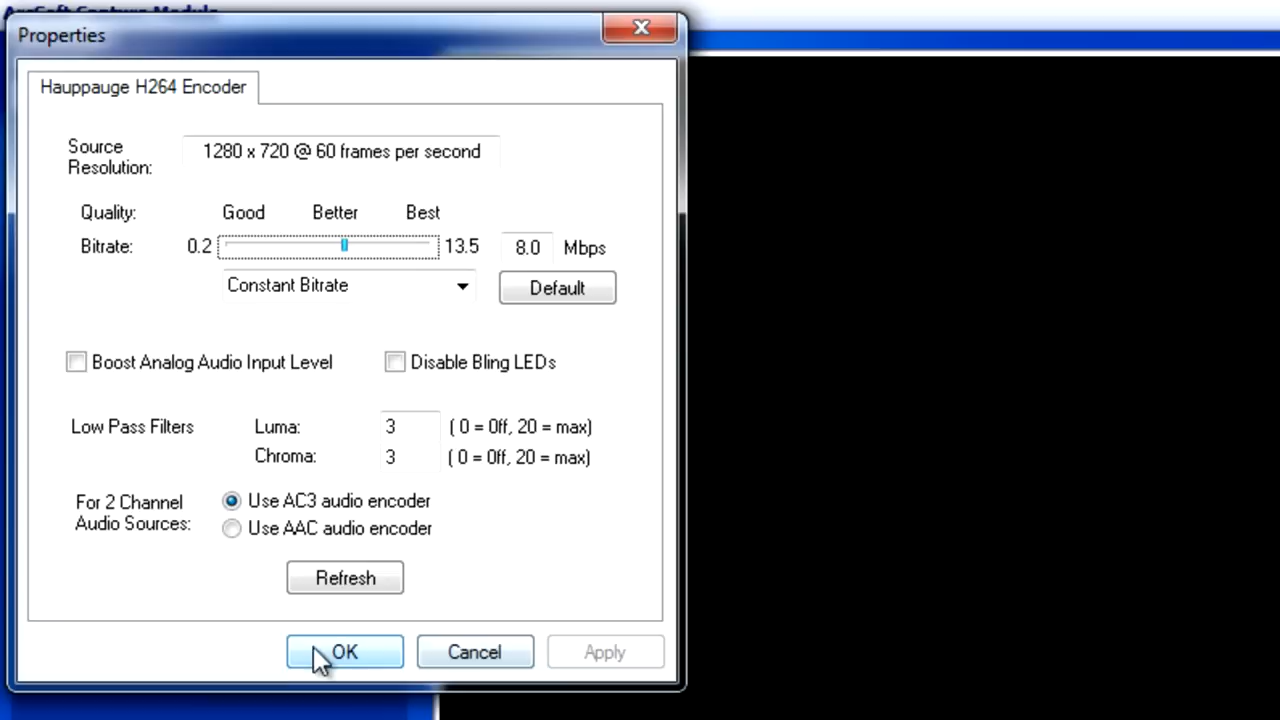 Properties
Hauppauge H264 Encoder
Source
Resolution:
1280 x 720 @ 60 frames per second
Quality: Good Better Best
Bitrate: 0.2 13.5 8.0 Mbps
Constant Bitrate Default
Boost Analog Audio Input Level Disable Bling LEDs
Low Pass Filters Luma: 3 ( 0 = Off, 20 = max)
Chroma: 3 ( 0 = Off, 20 = max)
For 2 Channel
Audio Sources:
Use AC3 audio encoder
Use AAC audio encoder
Refresh
OK Cancel Apply